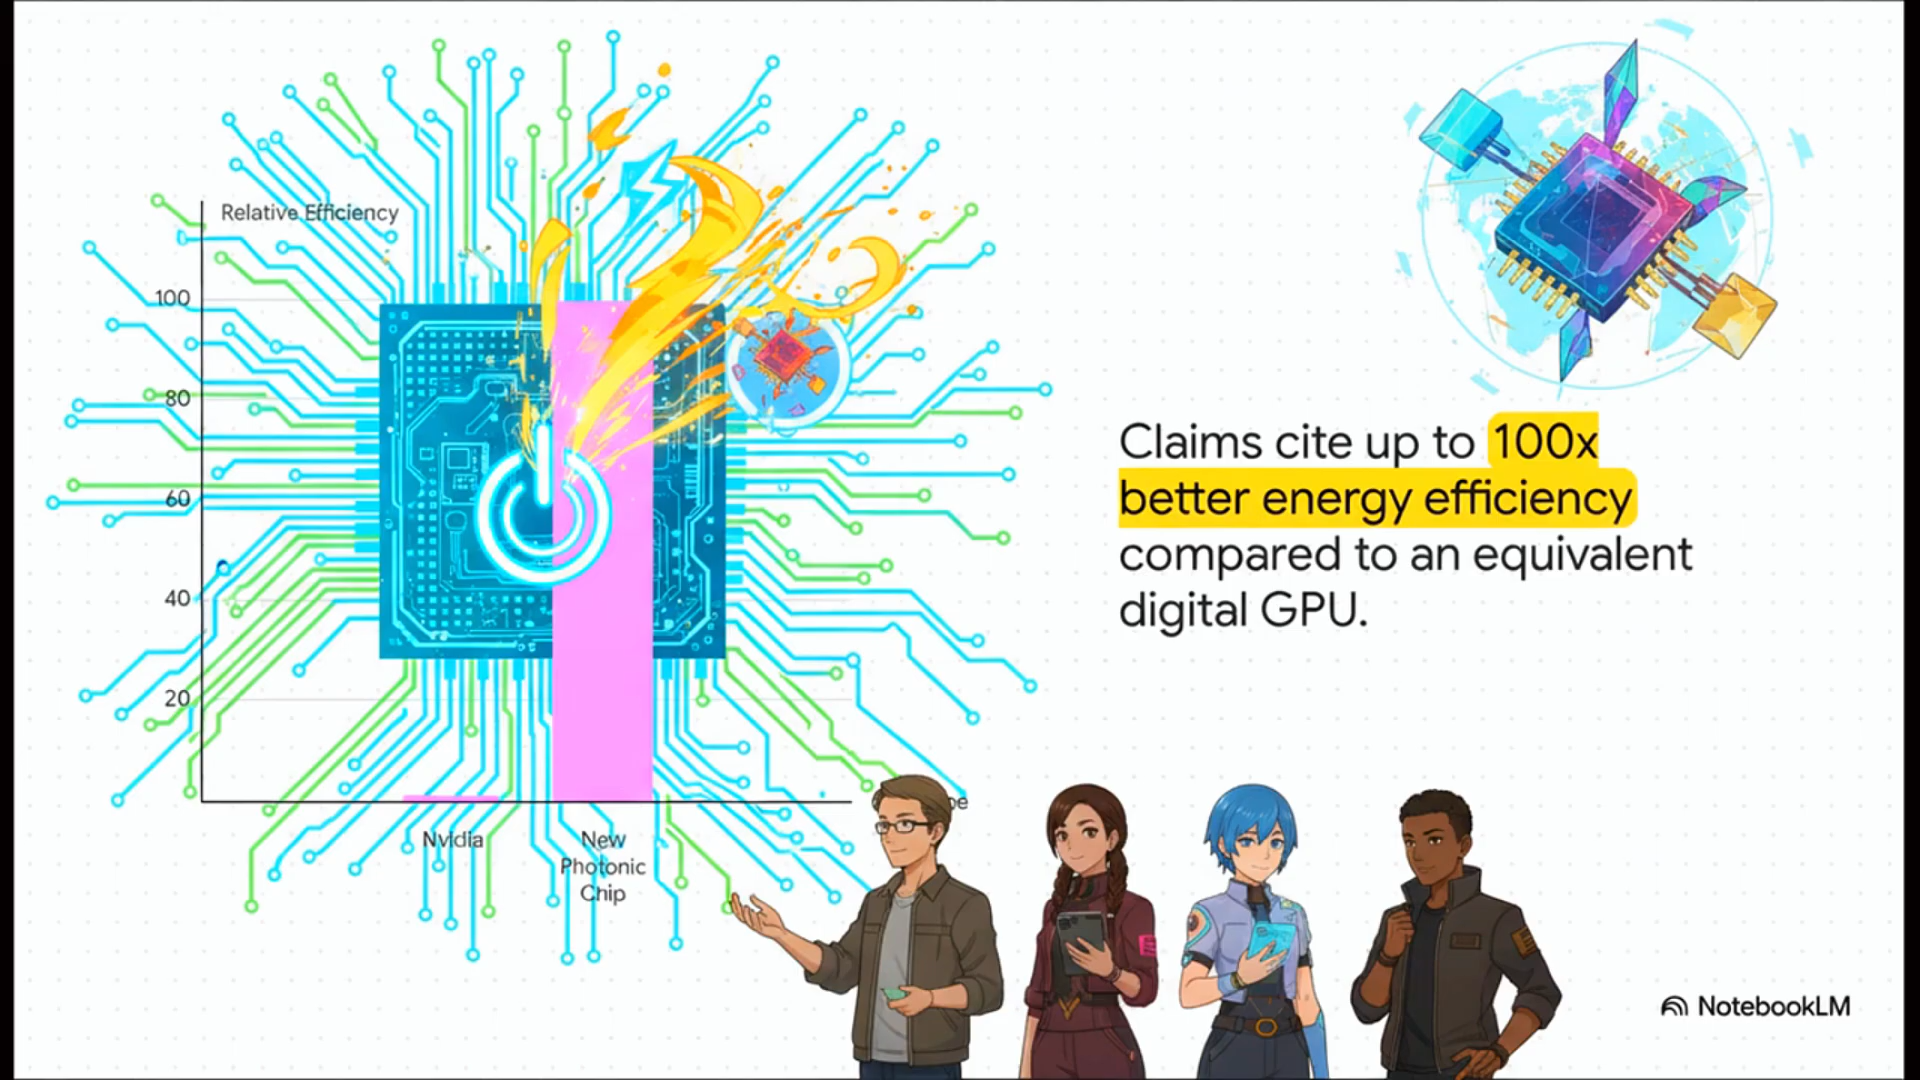 Relative Efficiency
100
80
60
40
20
Nvidia
New
Photonic
Chip
Claims cite up to 100x
better energy efficiency
compared to an equivalent
digital GPU.
NotebookLM